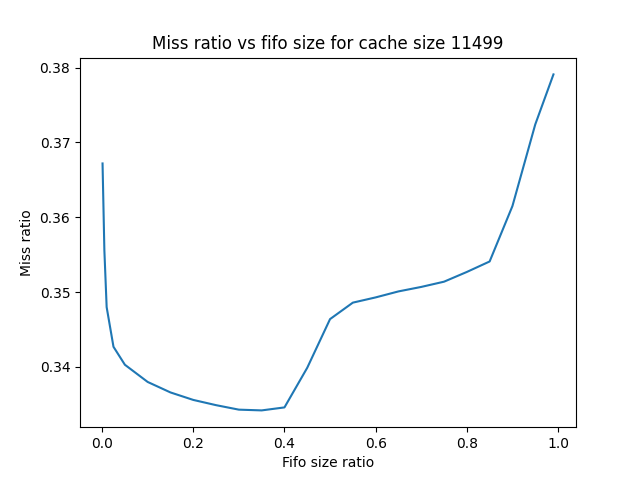 Miss ratio vs fifo size for cache size 11499
0.38
0.37
0.36
0.35
0.34
Miss ratio
0.0 0.2 0.4 0.6 0.8 1.0
Fifo size ratio